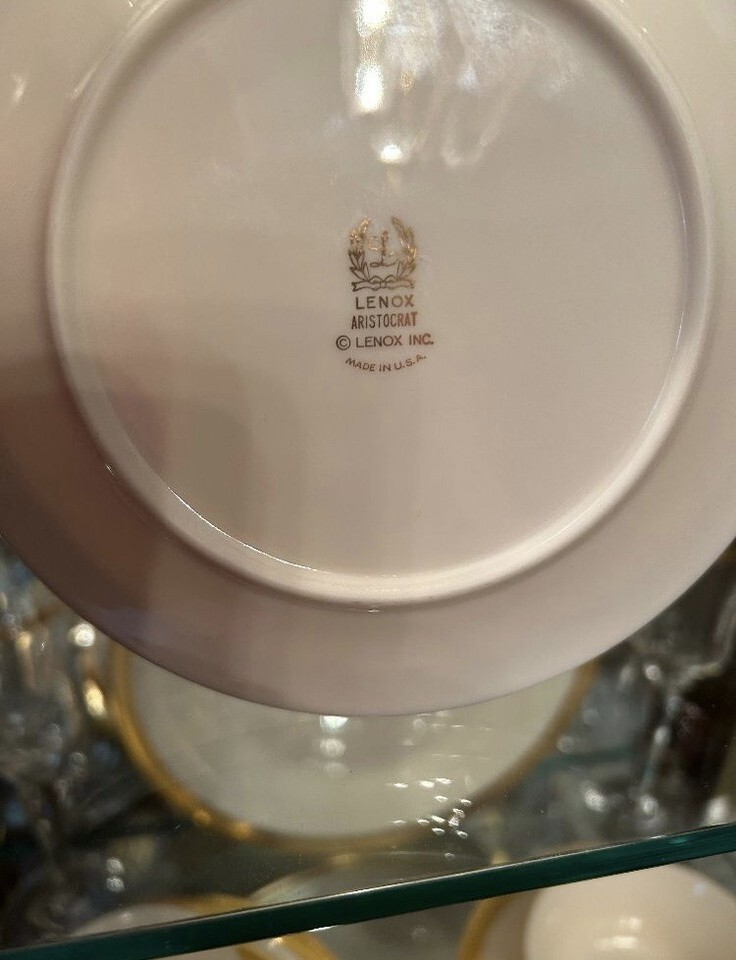 L
LENOX
ARISTOCRAT
© LENOX INC.
MADE IN U.S.A.